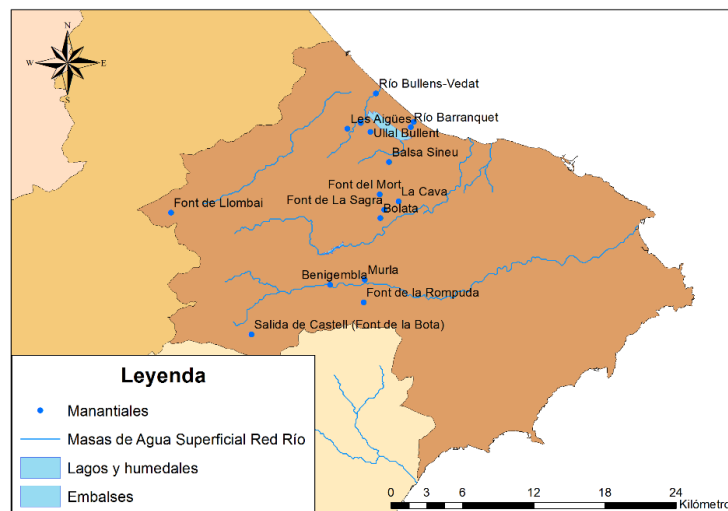 N
W
E
S
Río Bullens-Vedat
Les Aigües
Río Barranquet
Ullal Bullent
Balsa Sineu
Font del Mort
La Cava
Font de Llombai
Font de La Sagra
Bolata
Benigembla
Murla
Font de la Rompuda
Salida de Castell (Font de la Bota)
Leyenda
Manantiales
Masas de Agua Superficial Red Río
Lagos y humedales
Embalses
0 3 6 12 18 24
Kilómetro